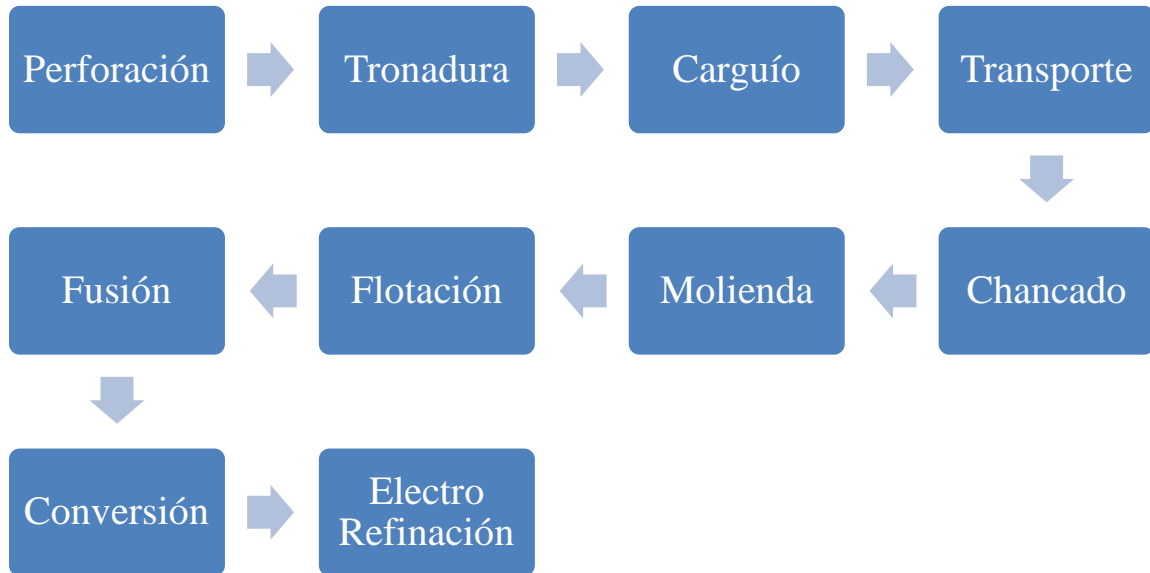 Perforación
Tronadura
Carguío
Transporte
Chancado
Molienda
Flotación
Fusión
Conversión
Electro
Refinación